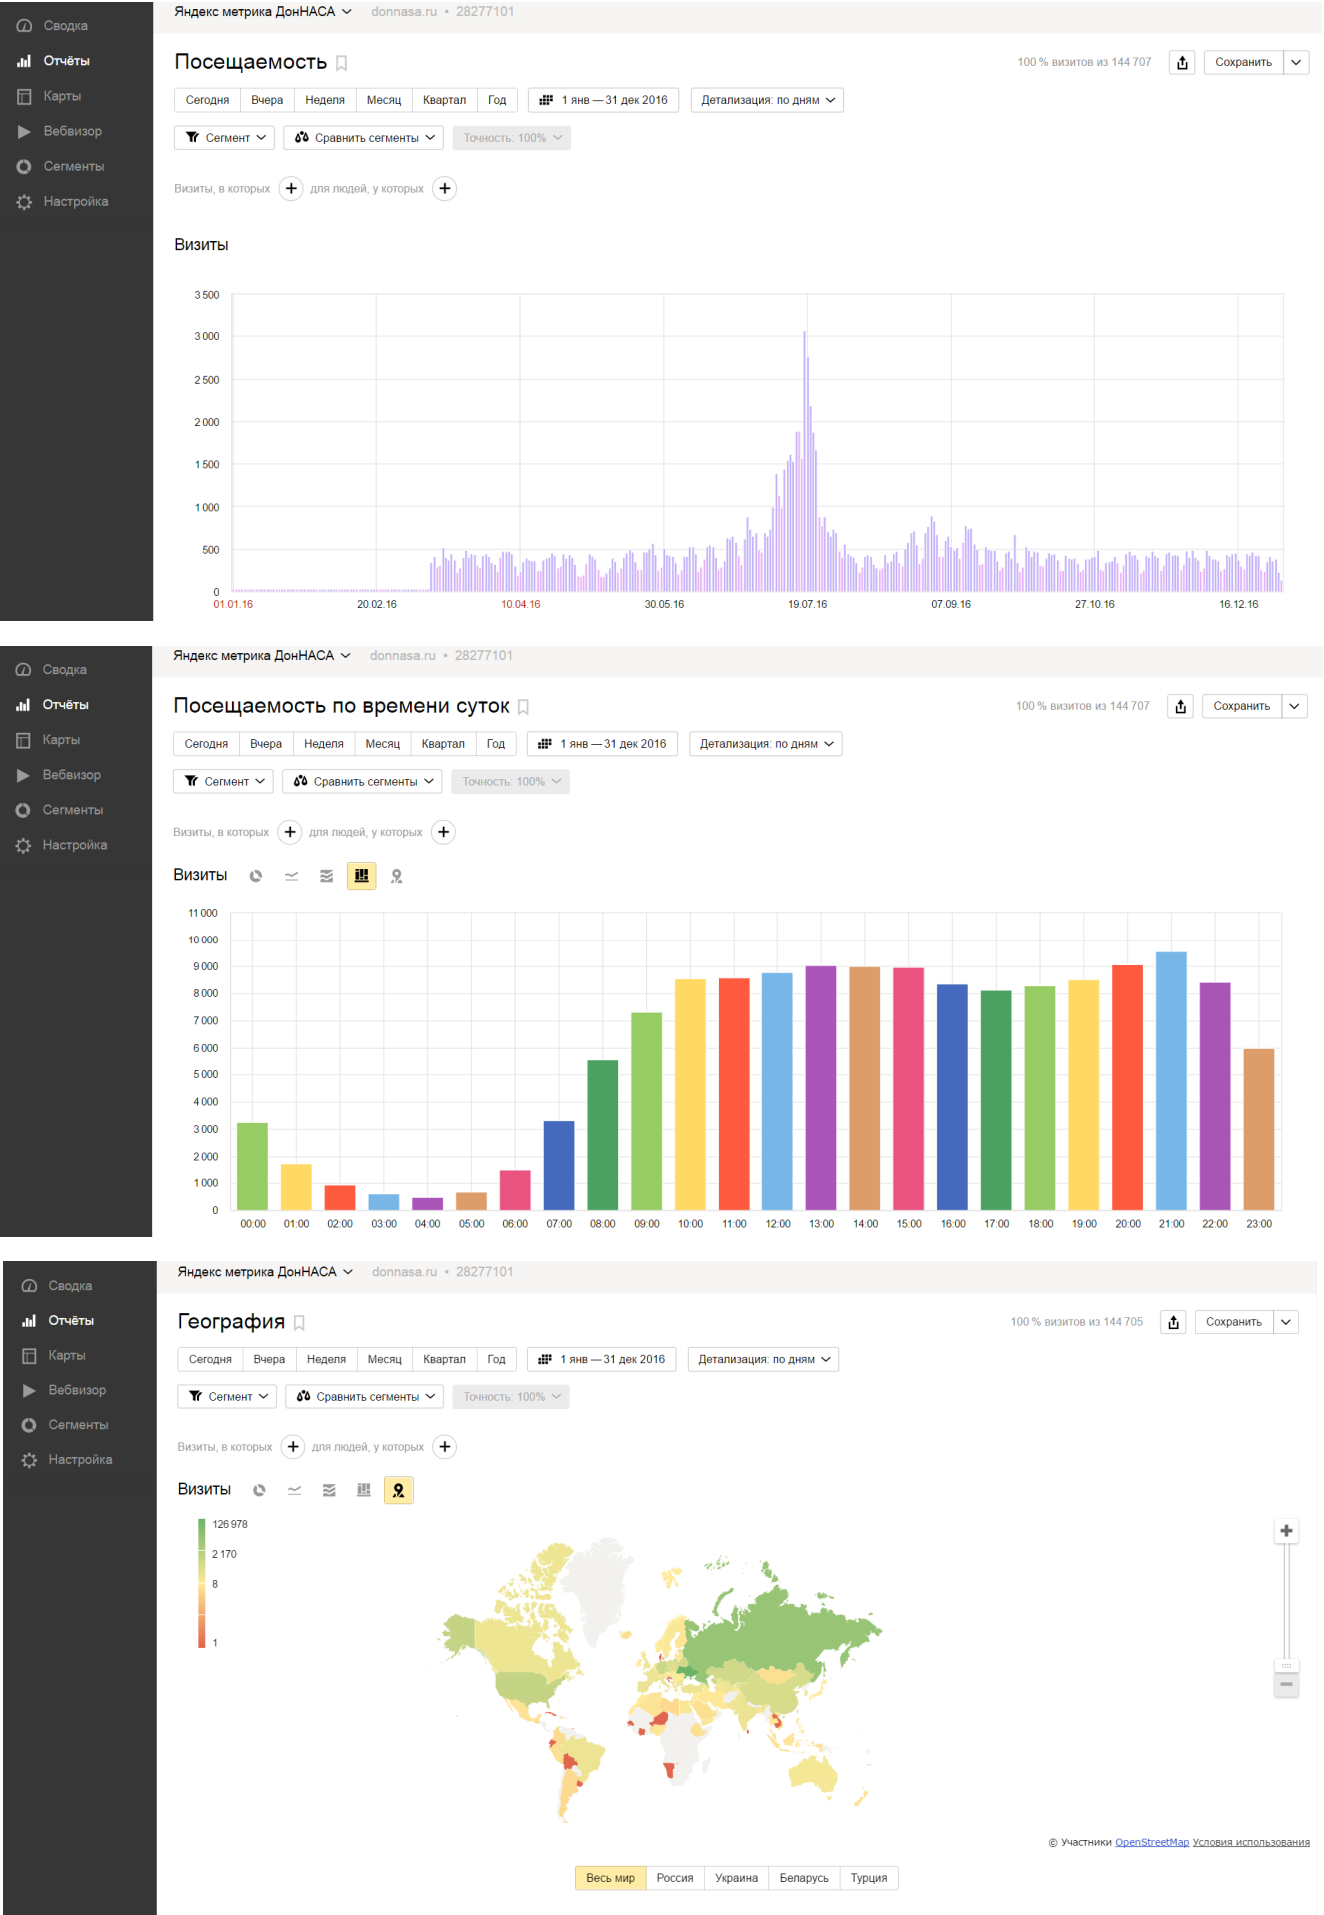 Яндекс метрика ДонНАСА donnasa.ru • 28277101
Сводка
Отчёты
Карты
Вебвизор
Сегменты
Настройка
Посещаемость
100 % визитов из 144 707
Сохранить
Сегодня Вчера Неделя Месяц Квартал Год 1 янв — 31 дек 2016 Детализация: по дням
Сегмент Сравнить сегменты Точность: 100%
Визиты, в которых + для людей, у которых +
Визиты
3 500
3 000
2 500
2 000
1 500
1 000
500
0
01.01.16 20.02.16 10.04.16 30.05.16 19.07.16 07.09.16 27.10.16 16.12.16
Яндекс метрика ДонНАСА donnasa.ru • 28277101
Сводка
Отчёты
Карты
Вебвизор
Сегменты
Настройка
Посещаемость по времени суток
100 % визитов из 144 707
Сохранить
Сегодня Вчера Неделя Месяц Квартал Год 1 янв — 31 дек 2016 Детализация: по дням
Сегмент Сравнить сегменты Точность: 100%
Визиты, в которых + для людей, у которых +
Визиты
11 000
10 000
9 000
8 000
7 000
6 000
5 000
4 000
3 000
2 000
1 000
0
00:00 01:00 02:00 03:00 04:00 05:00 06:00 07:00 08:00 09:00 10:00 11:00 12:00 13:00 14:00 15:00 16:00 17:00 18:00 19:00 20:00 21:00 22:00 23:00
Яндекс метрика ДонНАСА donnasa.ru • 28277101
Сводка
Отчёты
Карты
Вебвизор
Сегменты
Настройка
География
100 % визитов из 144 705
Сохранить
Сегодня Вчера Неделя Месяц Квартал Год 1 янв — 31 дек 2016 Детализация: по дням
Сегмент Сравнить сегменты Точность: 100%
Визиты, в которых + для людей, у которых +
Визиты
126 978
2 170
8
1
© Участники OpenStreetMap Условия использования
Весь мир Россия Украина Беларусь Турция